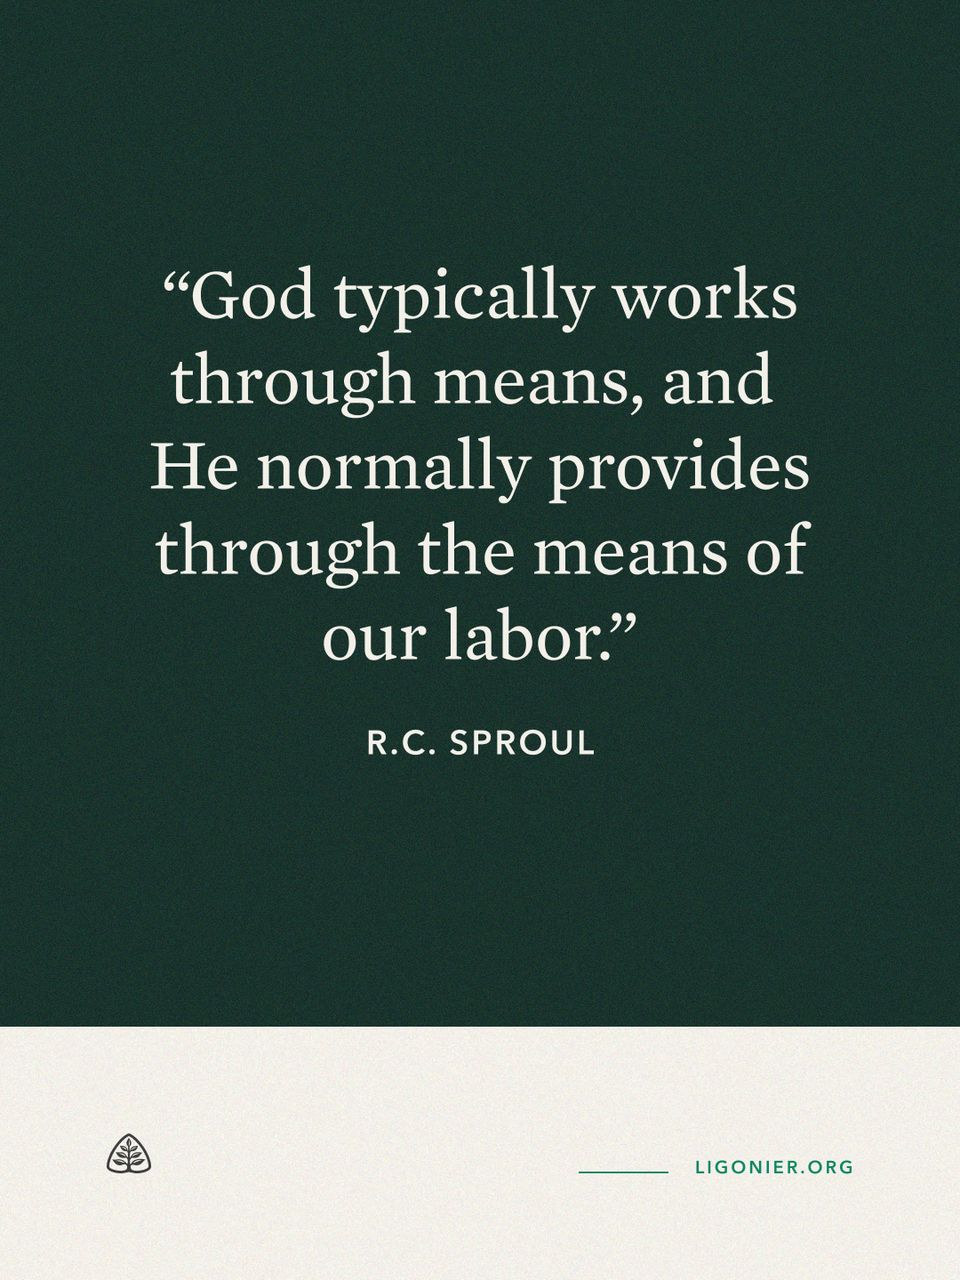 “God typically works
through means, and
He normally provides
through the means of
our labor.”
R.C. SPROUL
LIGONIER.ORG